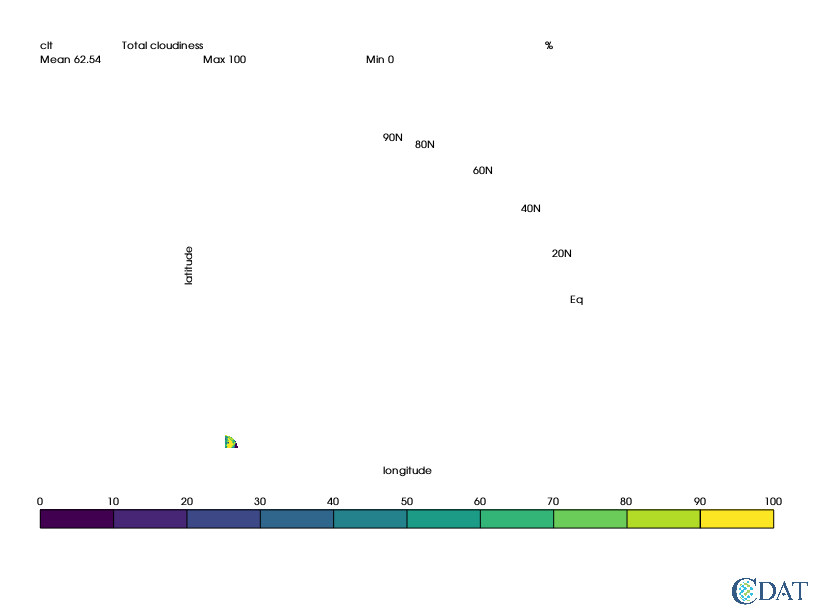 clt Total cloudiness %
Mean 62.54 Max 100 Min 0
90N
80N
60N
40N
20N
Eq
latitude
longitude
0 10 20 30 40 50 60 70 80 90 100
CDAT